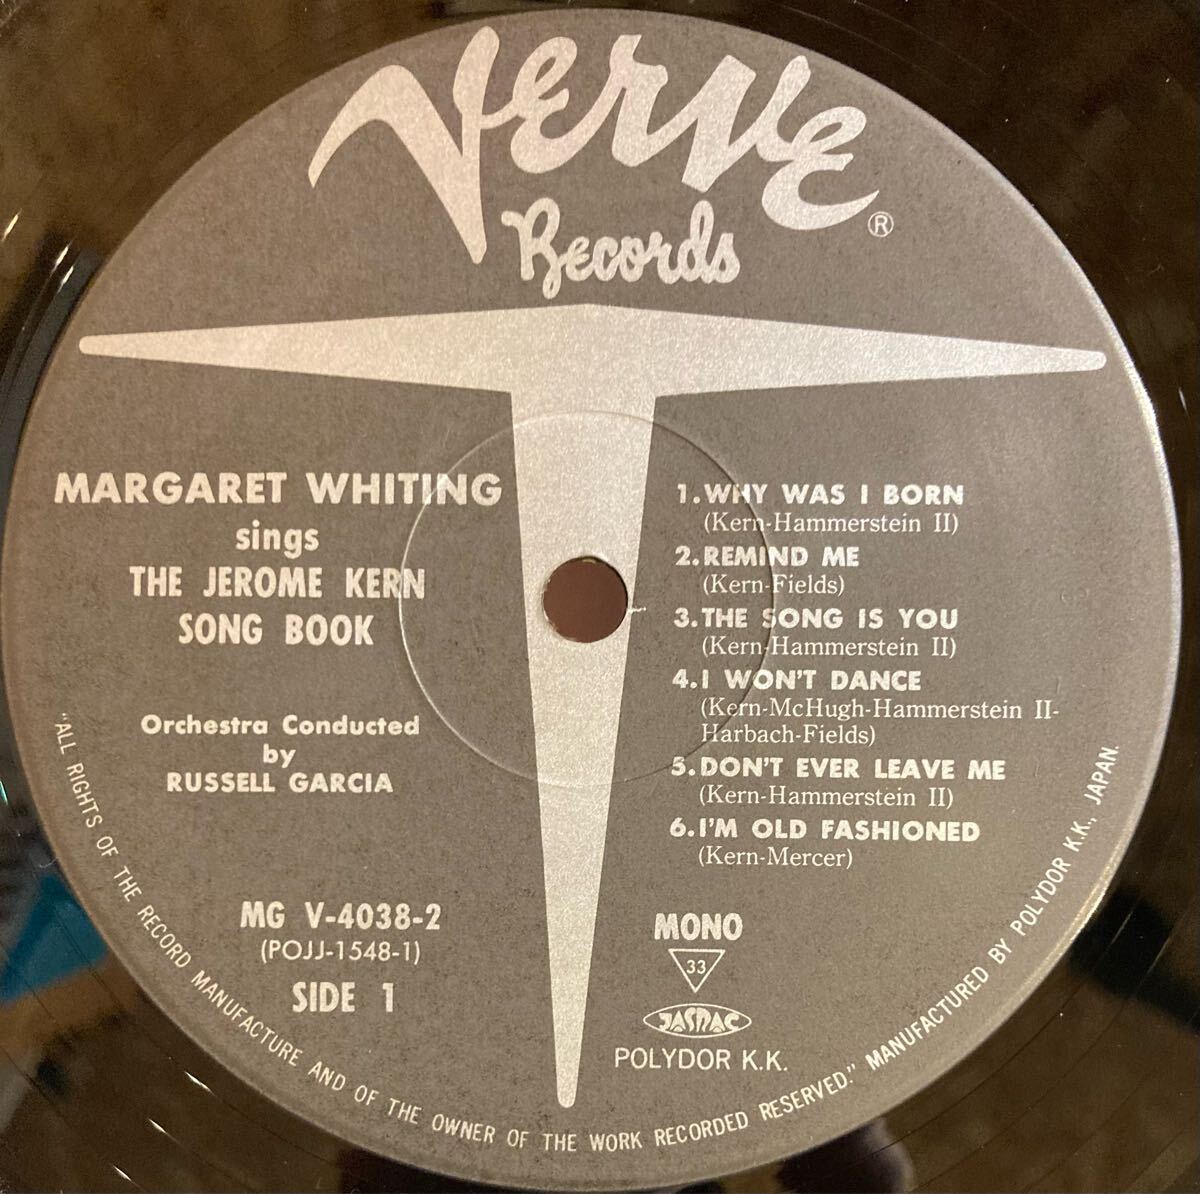 Verve
Records®
MARGARET WHITING
sings
THE JEROME KERN
SONG BOOK
Orchestra Conducted
by
RUSSELL GARCIA
MG V-4038-2
(POJJ-1548-1)
SIDE 1
1.WHY WAS I BORN
(Kern-Hammerstein II)
2.REMIND ME
(Kern-Fields)
3.THE SONG IS YOU
(Kern-Hammerstein II)
4.I WON'T DANCE
(Kern-McHugh-Hammerstein II-
Harbach-Fields)
5.DON'T EVER LEAVE ME
(Kern-Hammerstein II)
6.I'M OLD FASHIONED
(Kern-Mercer)
MONO
33
JASRAC
POLYDOR K.K.
"ALL RIGHTS OF THE RECORD MANUFACTURE AND OF THE OWNER OF THE WORK RECORDED RESERVED." MANUFACTURED BY POLYDOR K.K., JAPAN.